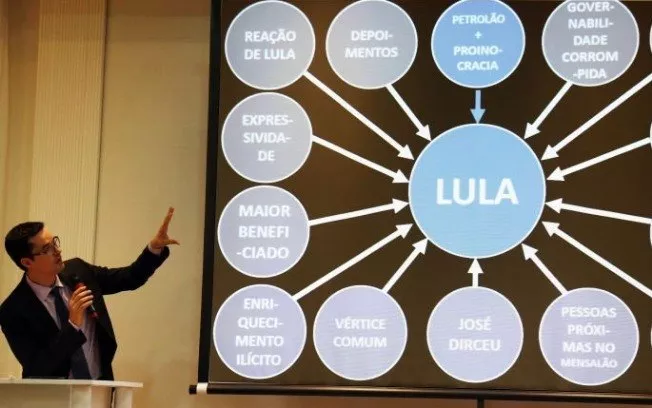 REAÇÃO
DE LULA
DEPOI-
MENTOS
PETROLÃO
+
PROINO-
CRACIA
GOVER-
NABILI-
DADE
CORROM
-PIDA
EXPRES-
SIVIDA-
DE
LULA
MAIOR
BENEFI
-CIADO
ENRI-
QUECI-
MENTO
ILÍCITO
VÉRTICE
COMUM
JOSÉ
DIRCEU
PESSOAS
PRÓXI-
MAS NO
MENSALÃO